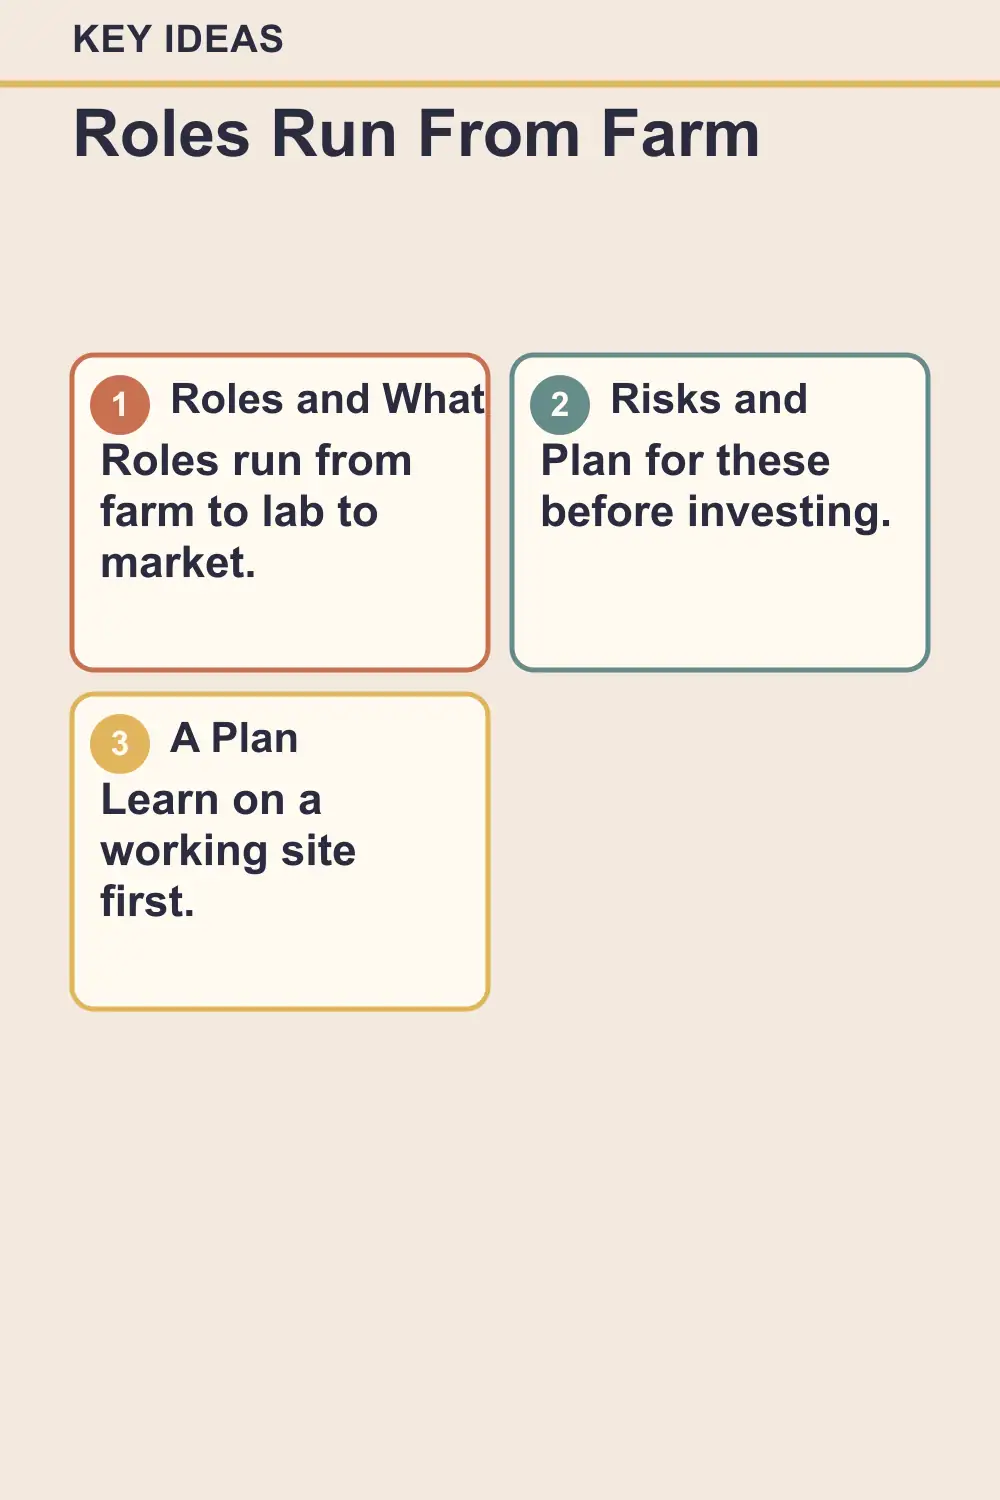 KEY IDEAS
Roles Run From Farm
1 Roles and What
Roles run from
farm to lab to
market.
2 Risks and
Plan for these
before investing.
3 A Plan
Learn on a
working site
first.